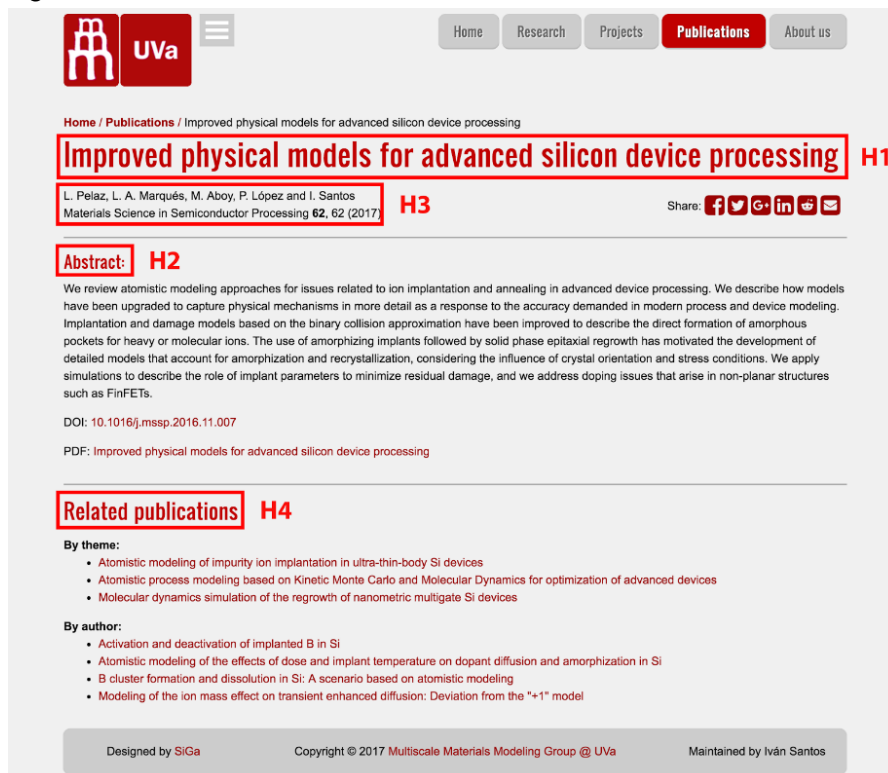 UVa
Home Research Projects Publications About us
Home / Publications / Improved physical models for advanced silicon device processing
Improved physical models for advanced silicon device processing H1
L. Pelaz, L. A. Marqués, M. Aboy, P. López and I. Santos
Materials Science in Semiconductor Processing 62, 62 (2017)
H3
Share:
Abstract: H2
We review atomistic modeling approaches for issues related to ion implantation and annealing in advanced device processing. We describe how models
have been upgraded to capture physical mechanisms in more detail as a response to the accuracy demanded in modern process and device modeling.
Implantation and damage models based on the binary collision approximation have been improved to describe the direct formation of amorphous
pockets for heavy or molecular ions. The use of amorphizing implants followed by solid phase epitaxial regrowth has motivated the development of
detailed models that account for amorphization and recrystallization, considering the influence of crystal orientation and stress conditions. We apply
simulations to describe the role of implant parameters to minimize residual damage, and we address doping issues that arise in non-planar structures
such as FinFETs.
DOI: 10.1016/j.mssp.2016.11.007
PDF: Improved physical models for advanced silicon device processing
Related publications H4
By theme:
• Atomistic modeling of impurity ion implantation in ultra-thin-body Si devices
• Atomistic process modeling based on Kinetic Monte Carlo and Molecular Dynamics for optimization of advanced devices
• Molecular dynamics simulation of the regrowth of nanometric multigate Si devices
By author:
• Activation and deactivation of implanted B in Si
• Atomistic modeling of the effects of dose and implant temperature on dopant diffusion and amorphization in Si
• B cluster formation and dissolution in Si: A scenario based on atomistic modeling
• Modeling of the ion mass effect on transient enhanced diffusion: Deviation from the "+1" model
Designed by SiGa Copyright © 2017 Multiscale Materials Modeling Group @ UVa Maintained by Iván Santos